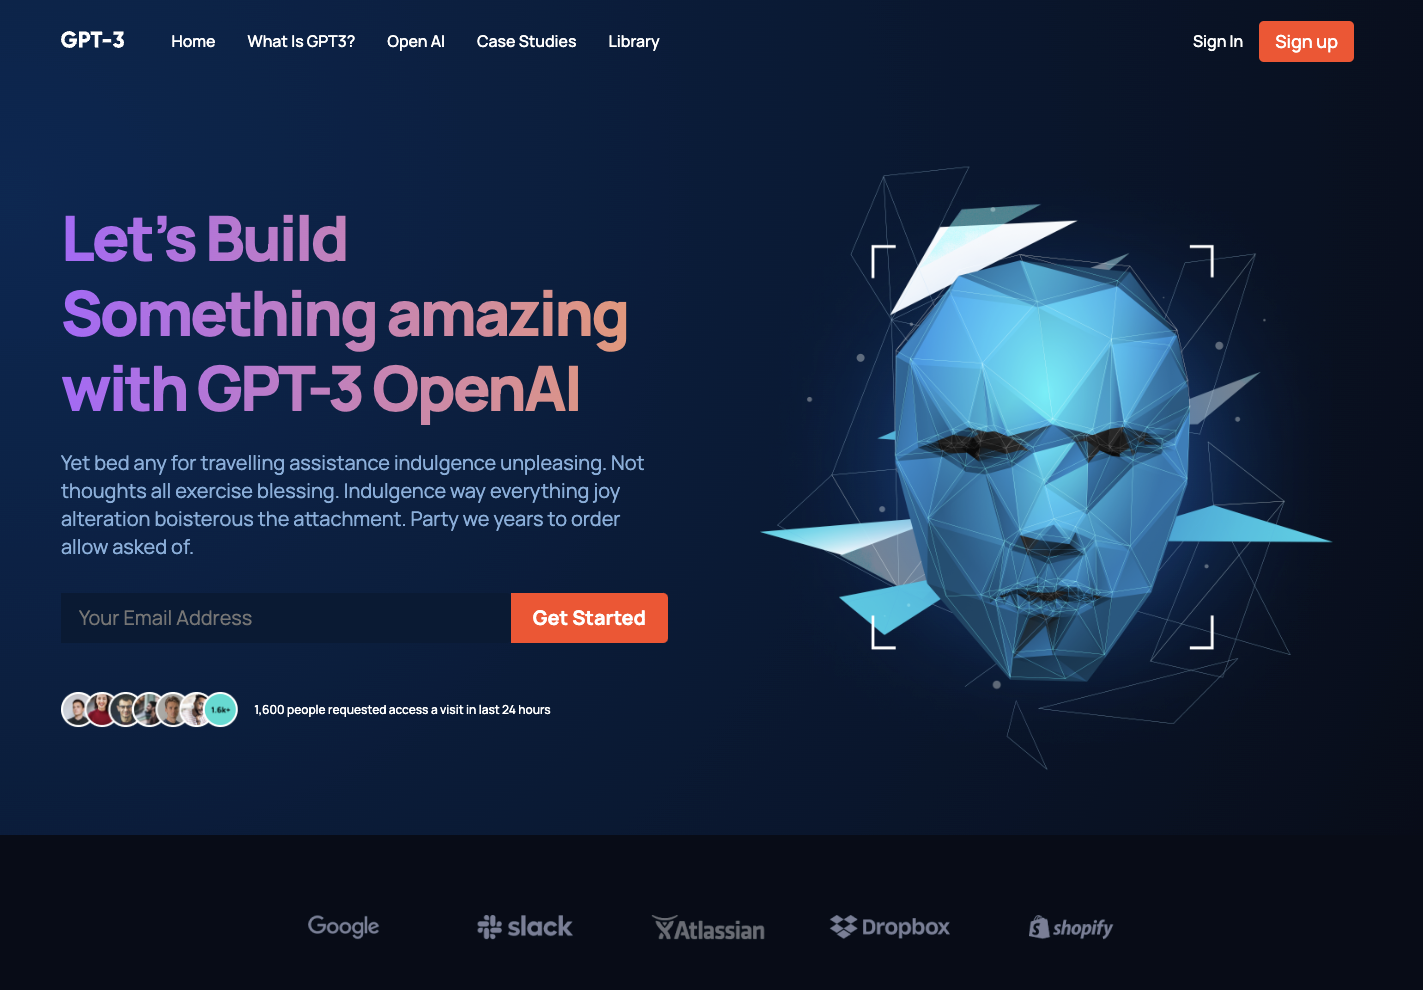 GPT-3
Home
What Is GPT3?
Open AI
Case Studies
Library
Sign In
Sign up
Let’s Build
Something amazing
with GPT-3 OpenAI
Yet bed any for travelling assistance indulgence unpleasing. Not
thoughts all exercise blessing. Indulgence way everything joy
alteration boisterous the attachment. Party we years to order
allow asked of.
Your Email Address
Get Started
1.6k+
1,600 people requested access a visit in last 24 hours
Google
slack
Atlassian
Dropbox
shopify